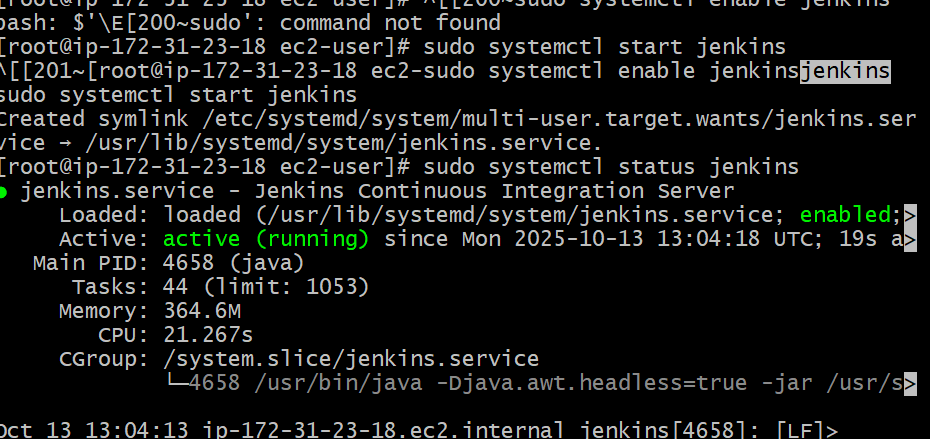 [root@ip-172-31-23-18 ec2-user]# ^[[200~sudo systemctl enable jenkins
bash: $'\E[200~sudo': command not found
[root@ip-172-31-23-18 ec2-user]# sudo systemctl start jenkins
^[[201~[root@ip-172-31-23-18 ec2-sudo systemctl enable jenkinsjenkins
sudo systemctl start jenkins
Created symlink /etc/systemd/system/multi-user.target.wants/jenkins.ser
vice → /usr/lib/systemd/system/jenkins.service.
[root@ip-172-31-23-18 ec2-user]# sudo systemctl status jenkins
● jenkins.service - Jenkins Continuous Integration Server
Loaded: loaded (/usr/lib/systemd/system/jenkins.service; enabled;>
Active: active (running) since Mon 2025-10-13 13:04:18 UTC; 19s a>
Main PID: 4658 (java)
Tasks: 44 (limit: 1053)
Memory: 364.6M
CPU: 21.267s
CGroup: /system.slice/jenkins.service
└─4658 /usr/bin/java -Djava.awt.headless=true -jar /usr/s>
Oct 13 13:04:13 ip-172-31-23-18.ec2.internal jenkins[4658]: [LF]>